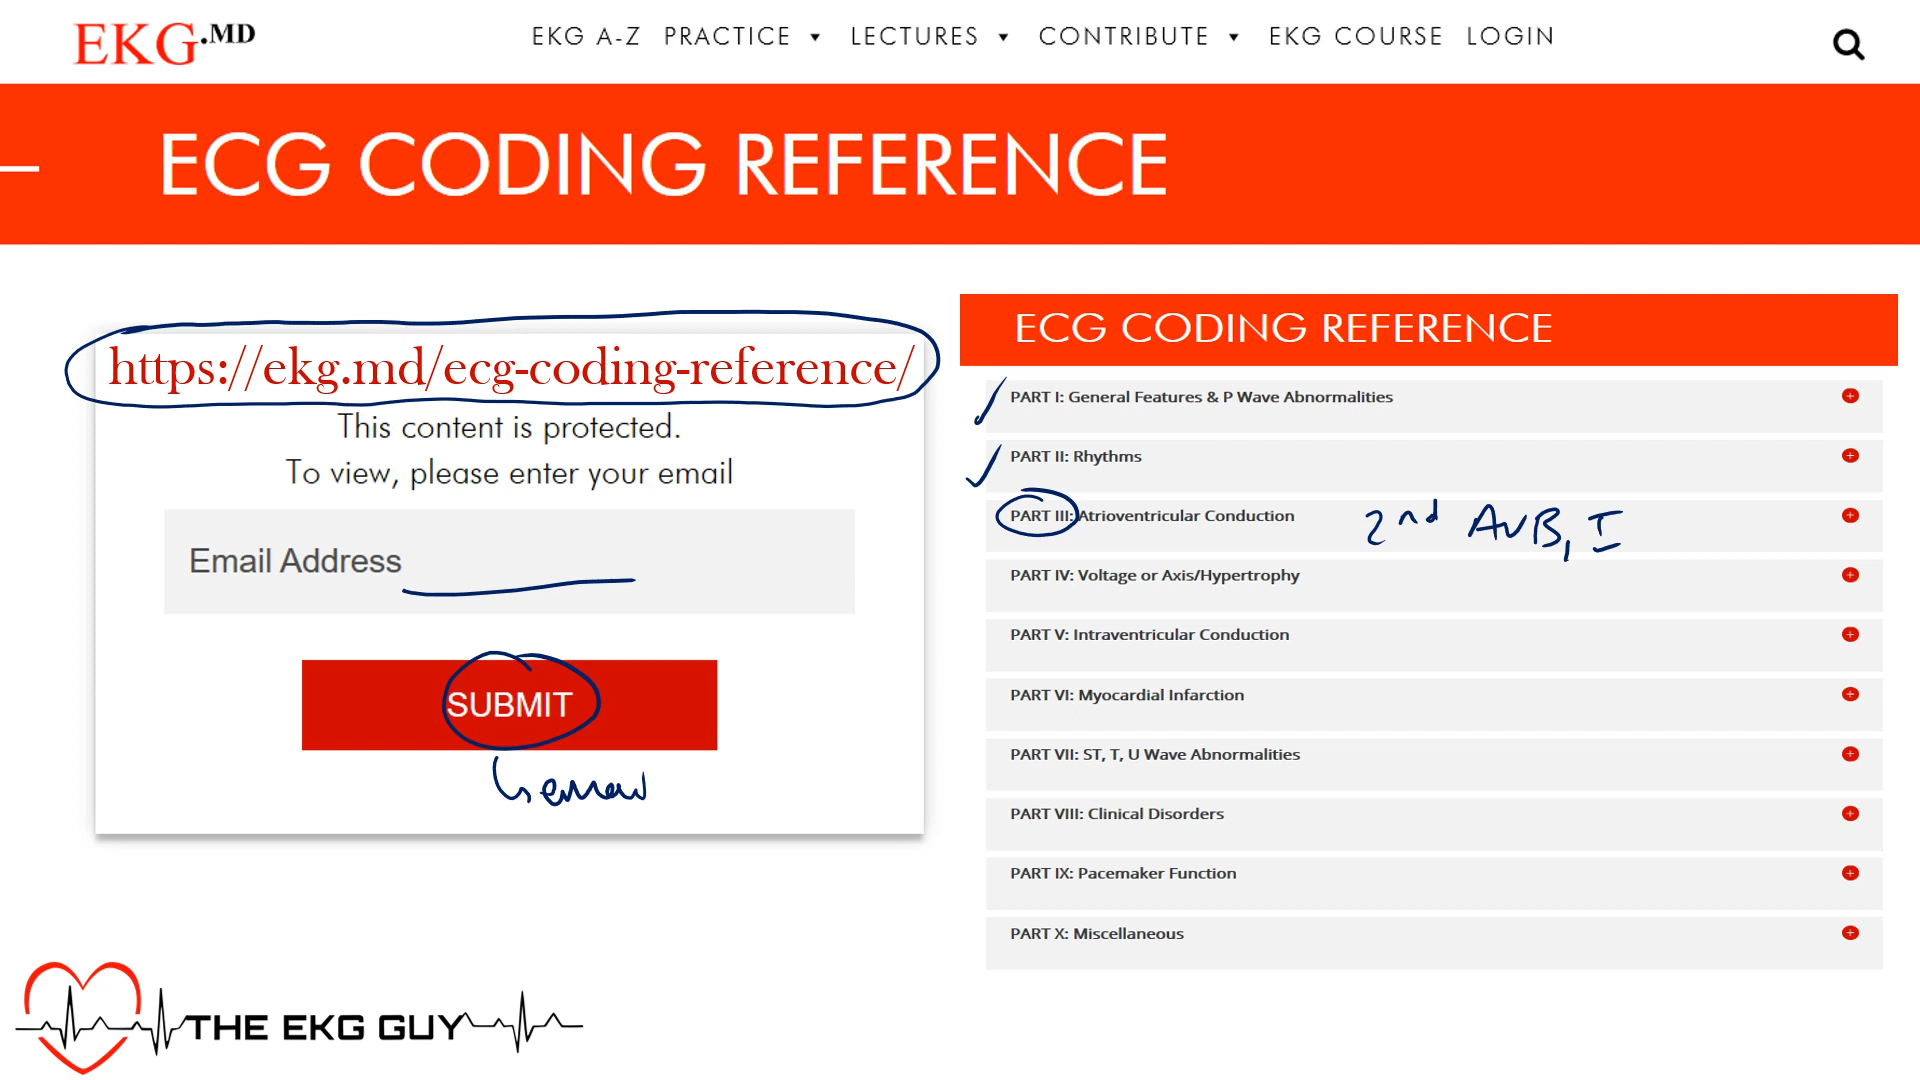 EKG.MD
EKG A-Z PRACTICE LECTURES CONTRIBUTE EKG COURSE LOGIN
ECG CODING REFERENCE
https://ekg.md/ecg-coding-reference/
This content is protected.
To view, please enter your email
Email Address
SUBMIT
ECG CODING REFERENCE
PART I: General Features & P Wave Abnormalities
PART II: Rhythms
PART III: Atrioventricular Conduction 2nd AVB, I
PART IV: Voltage or Axis/Hypertrophy
PART V: Intraventricular Conduction
PART VI: Myocardial Infarction
PART VII: ST, T, U Wave Abnormalities
PART VIII: Clinical Disorders
PART IX: Pacemaker Function
PART X: Miscellaneous
THE EKG GUY